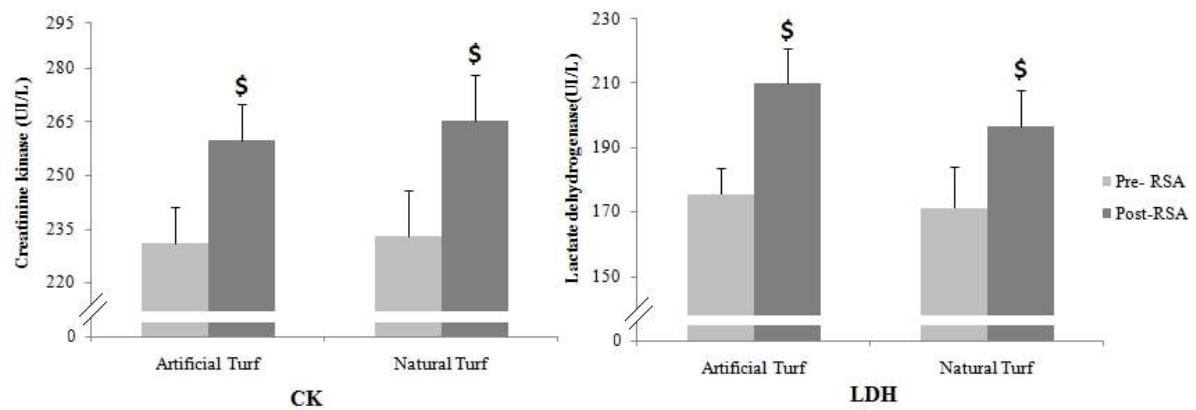 295
280
265
250
235
220
0
Creatinine kinase (UI/L)
$
$
Artificial Turf
Natural Turf
CK
230
210
190
170
150
0
Lactate dehydrogenase(UI/L)
$
$
Artificial Turf
Natural Turf
LDH
Pre- RSA
Post-RSA